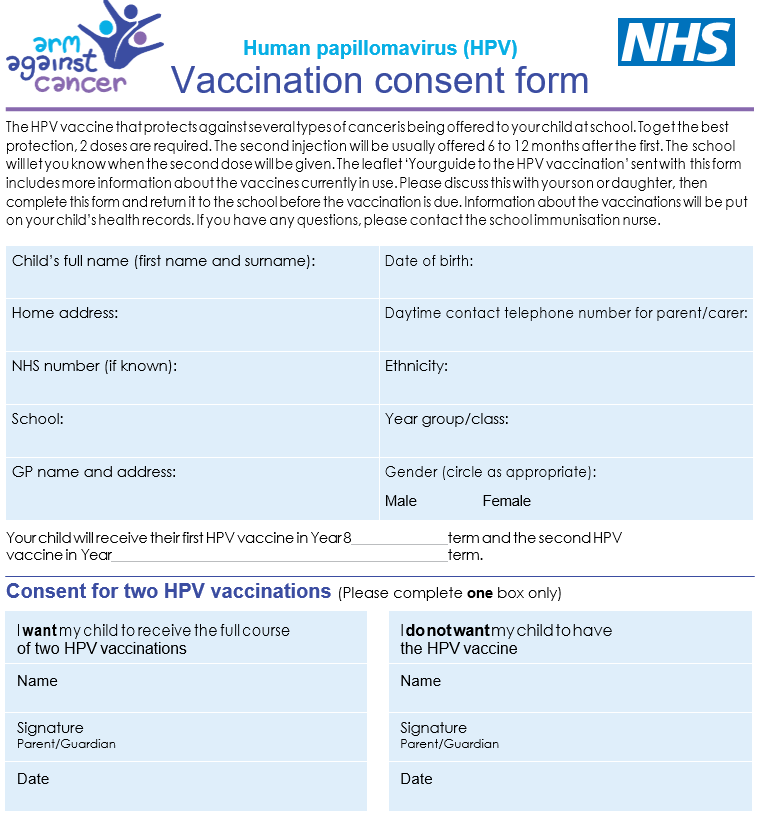 arm
against
cancer
Human papillomavirus (HPV)
Vaccination consent form
NHS
The HPV vaccine that protects against several types of cancer is being offered to your child at school. To get the best
protection, 2 doses are required. The second injection will be usually offered 6 to 12 months after the first. The school
will let you know when the second dose will be given. The leaflet ‘Your guide to the HPV vaccination’ sent with this form
includes more information about the vaccines currently in use. Please discuss this with your son or daughter, then
complete this form and return it to the school before the vaccination is due. Information about the vaccinations will be put
on your child’s health records. If you have any questions, please contact the school immunisation nurse.
Child’s full name (first name and surname):
Date of birth:
Home address:
Daytime contact telephone number for parent/carer:
NHS number (if known):
Ethnicity:
School:
Year group/class:
GP name and address:
Gender (circle as appropriate):
Male Female
Your child will receive their first HPV vaccine in Year 8____________term and the second HPV
vaccine in Year__________________________________________term.
Consent for two HPV vaccinations (Please complete one box only)
I want my child to receive the full course
of two HPV vaccinations
Name
Signature
Parent/Guardian
Date
I do not want my child to have
the HPV vaccine
Name
Signature
Parent/Guardian
Date